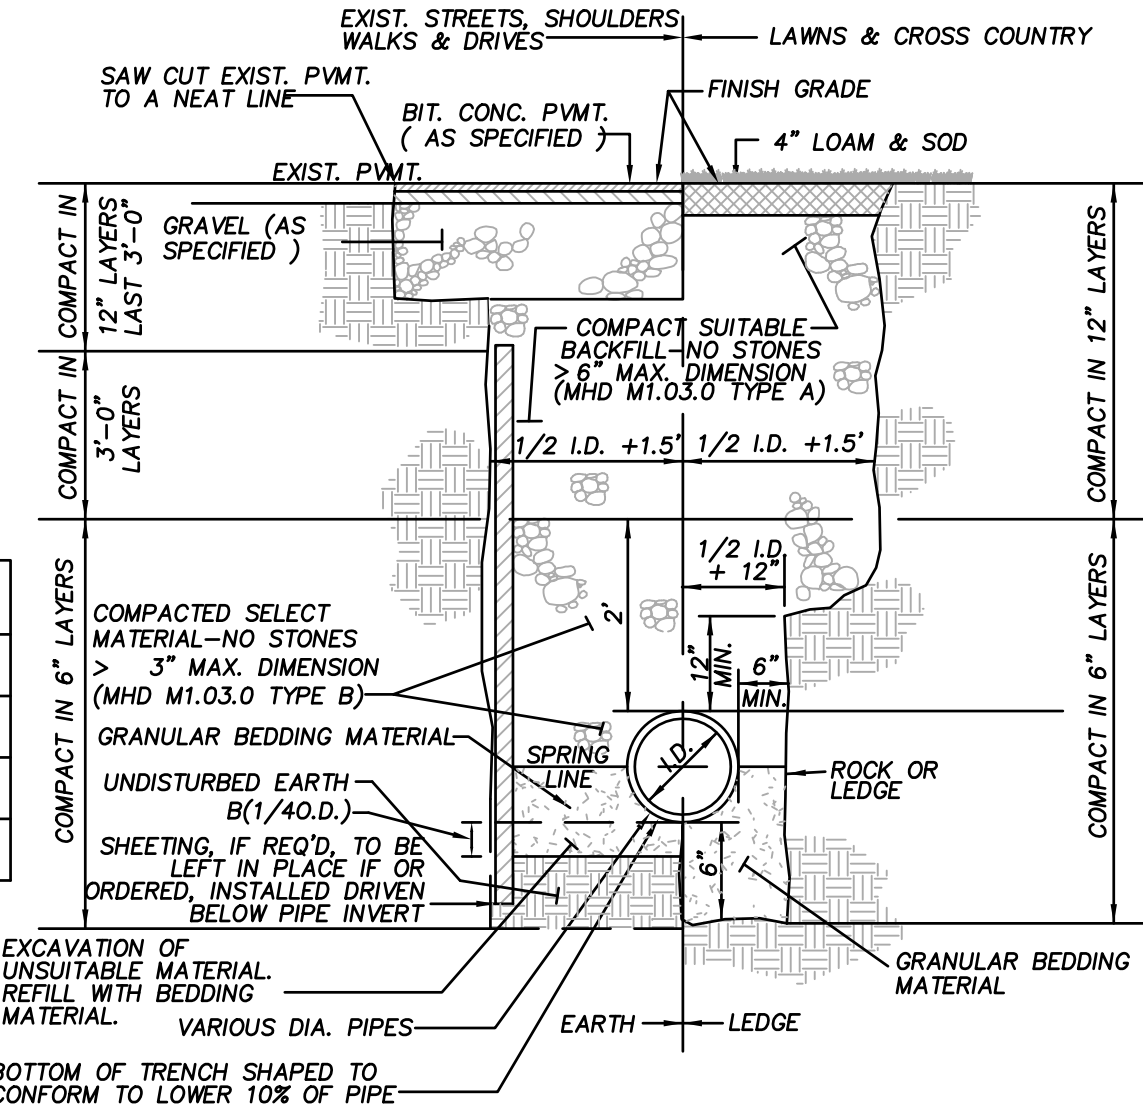 EXIST. STREETS, SHOULDERS
WALKS & DRIVES
LAWNS & CROSS COUNTRY
SAW CUT EXIST. PVMT.
TO A NEAT LINE
FINISH GRADE
BIT. CONC. PVMT.
( AS SPECIFIED )
4" LOAM & SOD
EXIST. PVMT.
GRAVEL (AS
SPECIFIED )
COMPACT IN
12" LAYERS
LAST 3'-0"
COMPACT IN 12" LAYERS
COMPACT SUITABLE
BACKFILL-NO STONES
> 6" MAX. DIMENSION
(MHD M1.03.0 TYPE A)
COMPACT IN
3'-0"
LAYERS
1/2 I.D. +1.5'
1/2 I.D. +1.5'
1/2 I.D.
+ 12"
COMPACT IN 6" LAYERS
COMPACTED SELECT
MATERIAL-NO STONES
> 3" MAX. DIMENSION
(MHD M1.03.0 TYPE B)
2'
12"
MIN.
6"
MIN.
COMPACT IN 6" LAYERS
GRANULAR BEDDING MATERIAL
SPRING
LINE
I.D.
ROCK OR
LEDGE
UNDISTURBED EARTH
B(1/4O.D.)
SHEETING, IF REQ'D, TO BE
LEFT IN PLACE IF OR
ORDERED, INSTALLED DRIVEN
BELOW PIPE INVERT
6"
EXCAVATION OF
UNSUITABLE MATERIAL.
REFILL WITH BEDDING
MATERIAL.
GRANULAR BEDDING
MATERIAL
VARIOUS DIA. PIPES
EARTH
LEDGE
BOTTOM OF TRENCH SHAPED TO
CONFORM TO LOWER 10% OF PIPE